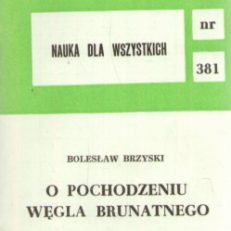 nr
NAUKA DLA WSZYSTKICH
381
BOLESŁAW BRZYSKI
O POCHODZENIU
WĘGLA BRUNATNEGO